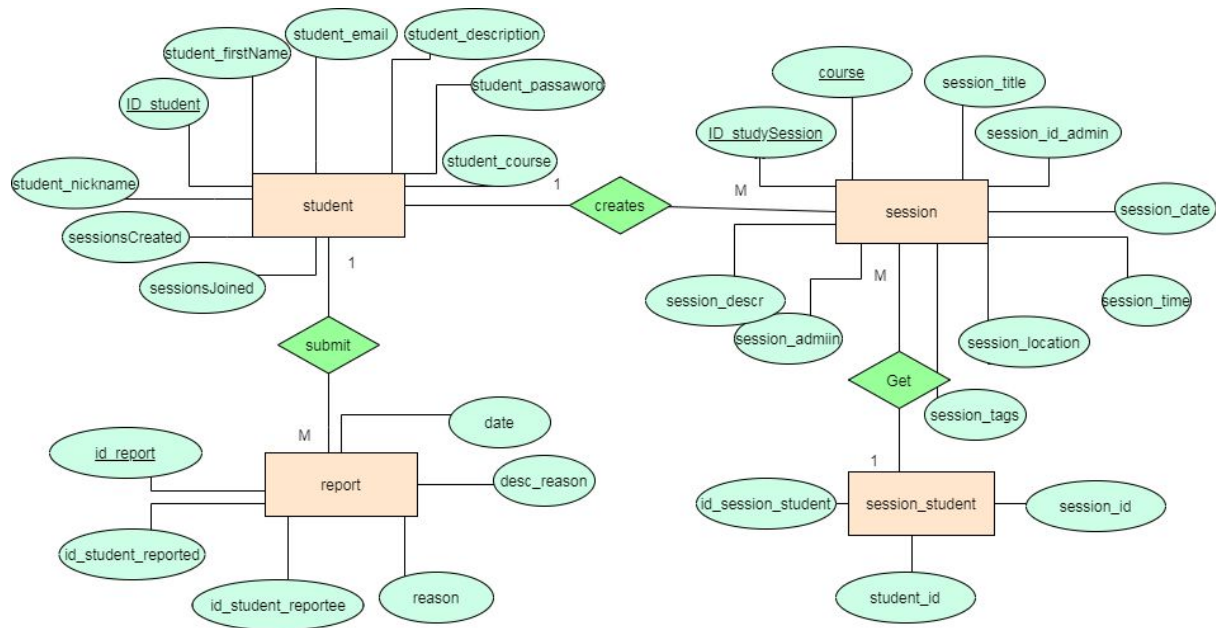 student_email
student_description
student_firstName
student_passaword
ID_student
student_course
student_nickname
student
sessionsCreated
sessionsJoined
1
creates
M
course
session_title
ID_studySession
session_id_admin
session
session_date
session_descr
session_admiin
session_time
session_location
session_tags
1
submit
M
M
Get
1
date
id_report
report
desc_reason
id_student_reported
id_student_reportee
reason
id_session_student
session_student
session_id
student_id